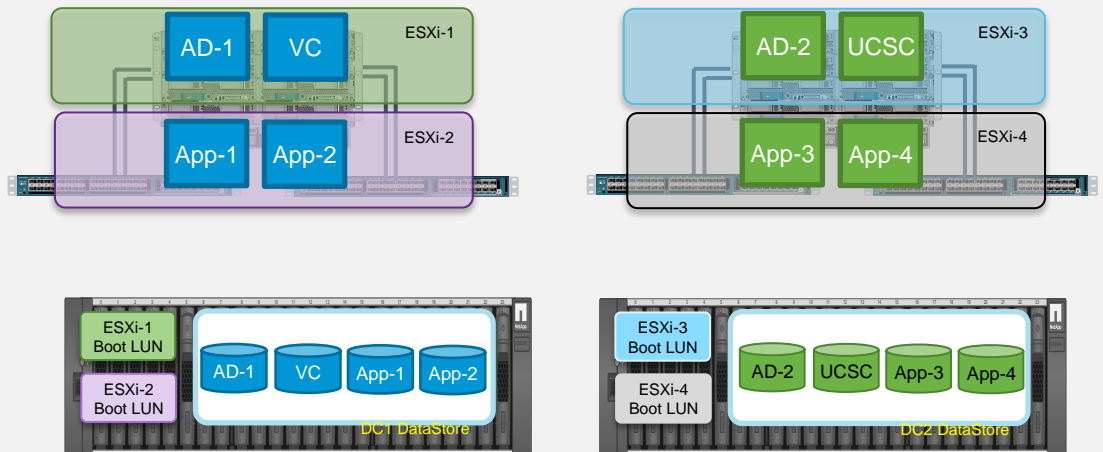 AD-1
VC
ESXi-1
App-1
App-2
ESXi-2
AD-2
UCSC
ESXi-3
App-3
App-4
ESXi-4
ESXi-1
Boot LUN
ESXi-2
Boot LUN
AD-1
VC
App-1
App-2
DC1 DataStore
NetApp
ESXi-3
Boot LUN
ESXi-4
Boot LUN
AD-2
UCSC
App-3
App-4
DC2 DataStore
NetApp